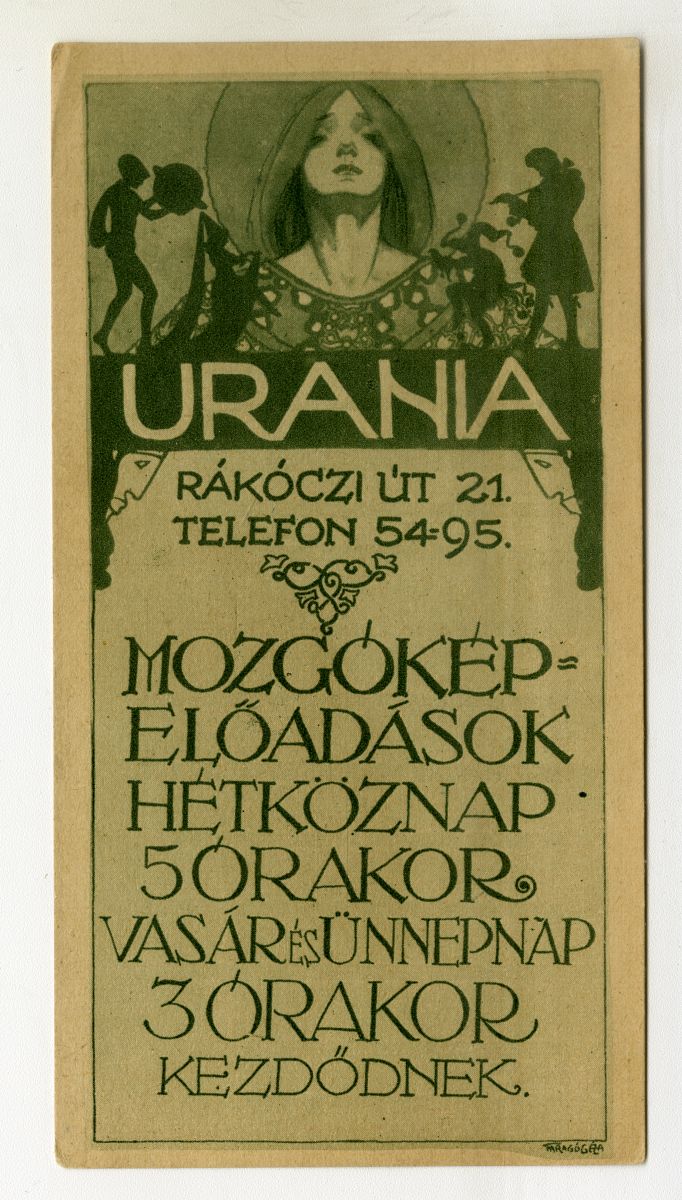 URANIA
RÁKÓCZI ÚT 21.
TELEFON 54=95.
MOZGÓKÉP=
ELŐADÁSOK
HÉTKÖZNAP
5 ÓRAKOR
VASÁR ÉS ÜNNEPNAP
3 ÓRAKOR
KEZDŐDNEK.
FARAGÓ GÉZA